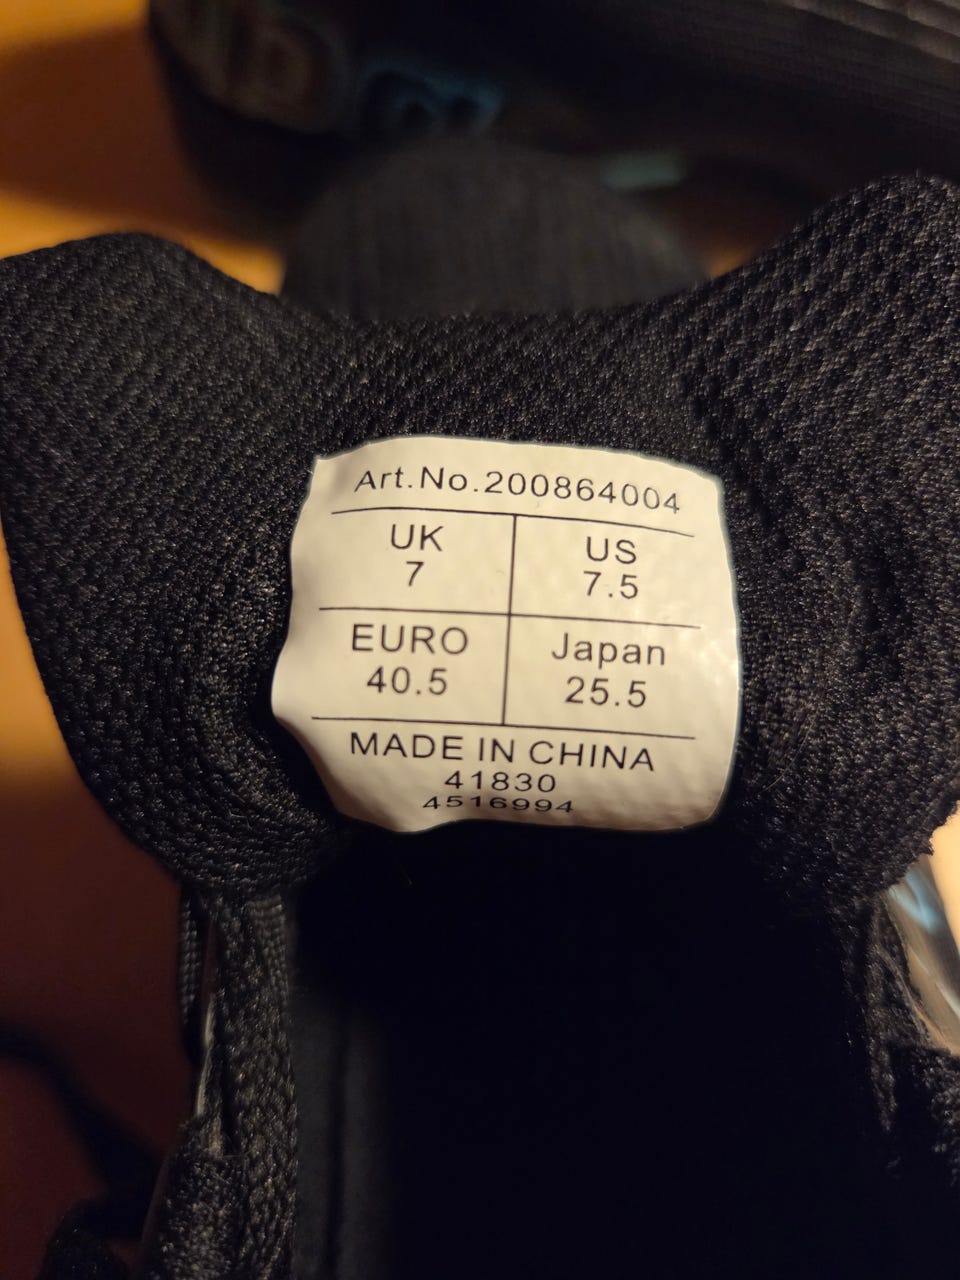 Art.No.200864004
UK US
7 7.5
EURO Japan
40.5 25.5
MADE IN CHINA
41830
4516994